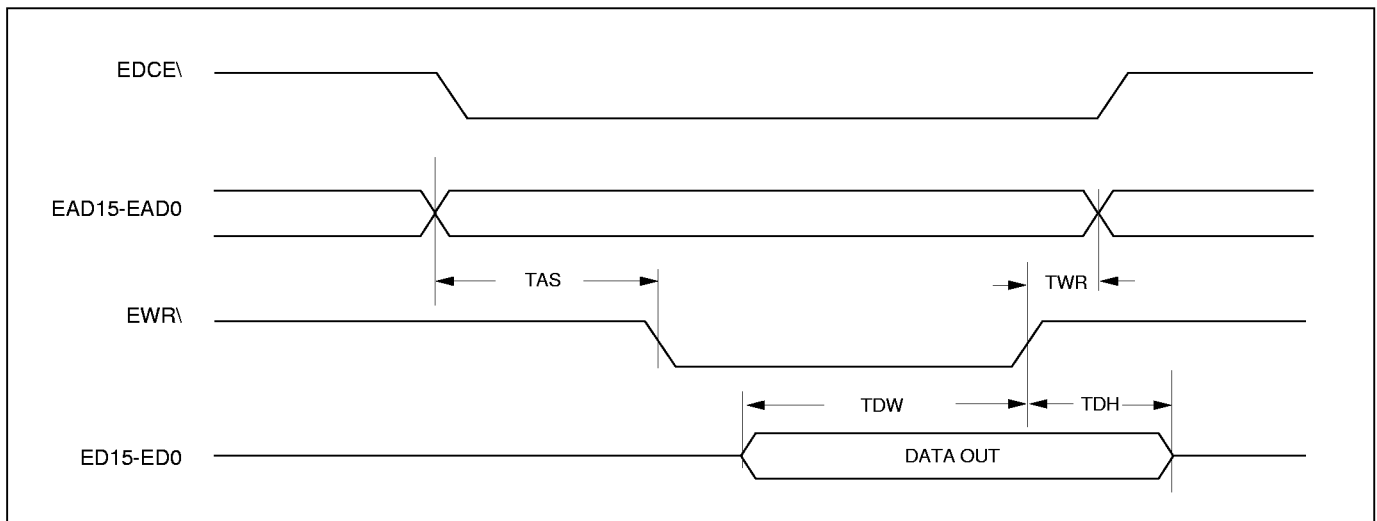 EDCE\
EAD15-EAD0
TAS
TWR
EWR\
TDW
TDH
ED15-ED0
DATA OUT